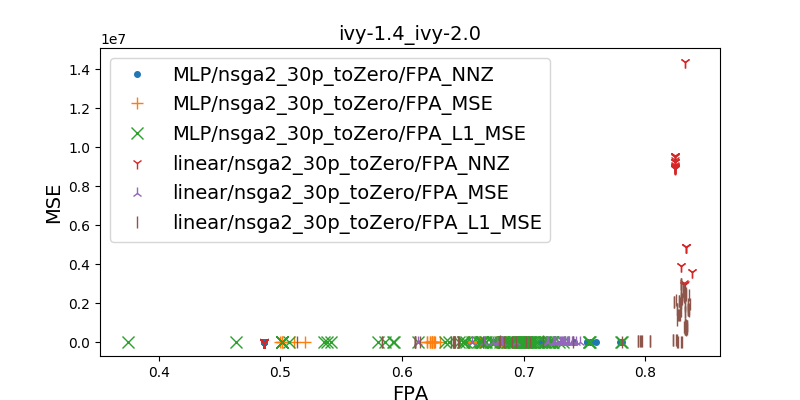 ivy-1.4_ivy-2.0
1e7
MLP/nsga2_30p_toZero/FPA_NNZ
MLP/nsga2_30p_toZero/FPA_MSE
MLP/nsga2_30p_toZero/FPA_L1_MSE
linear/nsga2_30p_toZero/FPA_NNZ
linear/nsga2_30p_toZero/FPA_MSE
linear/nsga2_30p_toZero/FPA_L1_MSE
MSE
1.4
1.2
1.0
0.8
0.6
0.4
0.2
0.0
0.4 0.5 0.6 0.7 0.8
FPA